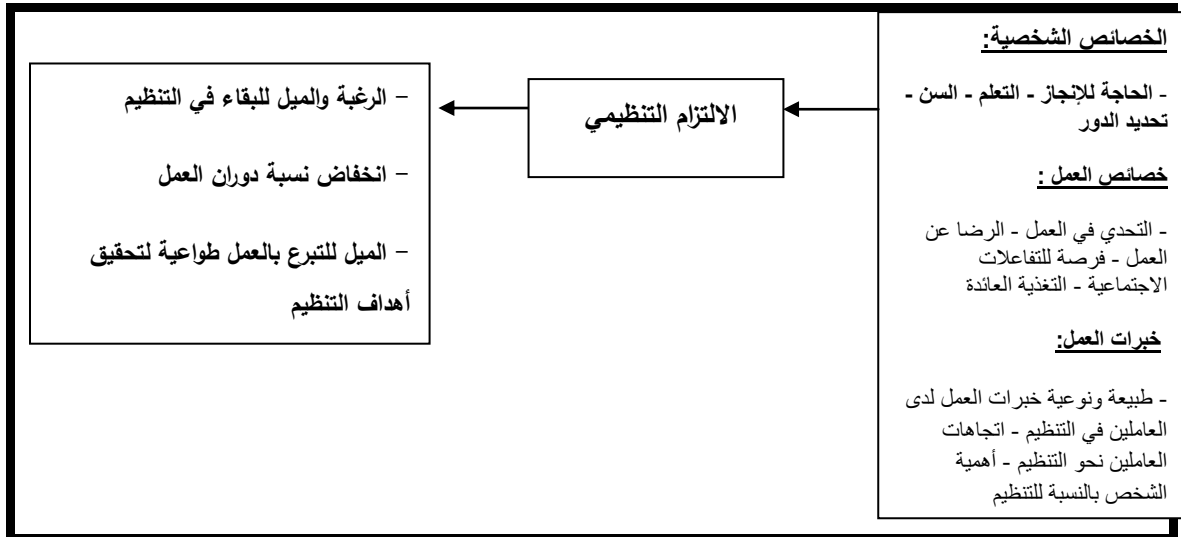 الخصائص الشخصية:
- الحاجة للإنجاز - التعلم - السن -
تحديد الدور
خصائص العمل :
- التحدي في العمل - الرضا عن
العمل - فرصة للتفاعلات
الاجتماعية - التغذية العائدة
خبرات العمل:
- طبيعة ونوعية خبرات العمل لدى
العاملين في التنظيم - اتجاهات
العاملين نحو التنظيم - أهمية
الشخص بالنسبة للتنظيم
الالتزام التنظيمي
- الرغبة والميل للبقاء في التنظيم
- انخفاض نسبة دوران العمل
- الميل للتبرع بالعمل طواعية لتحقيق
أهداف التنظيم